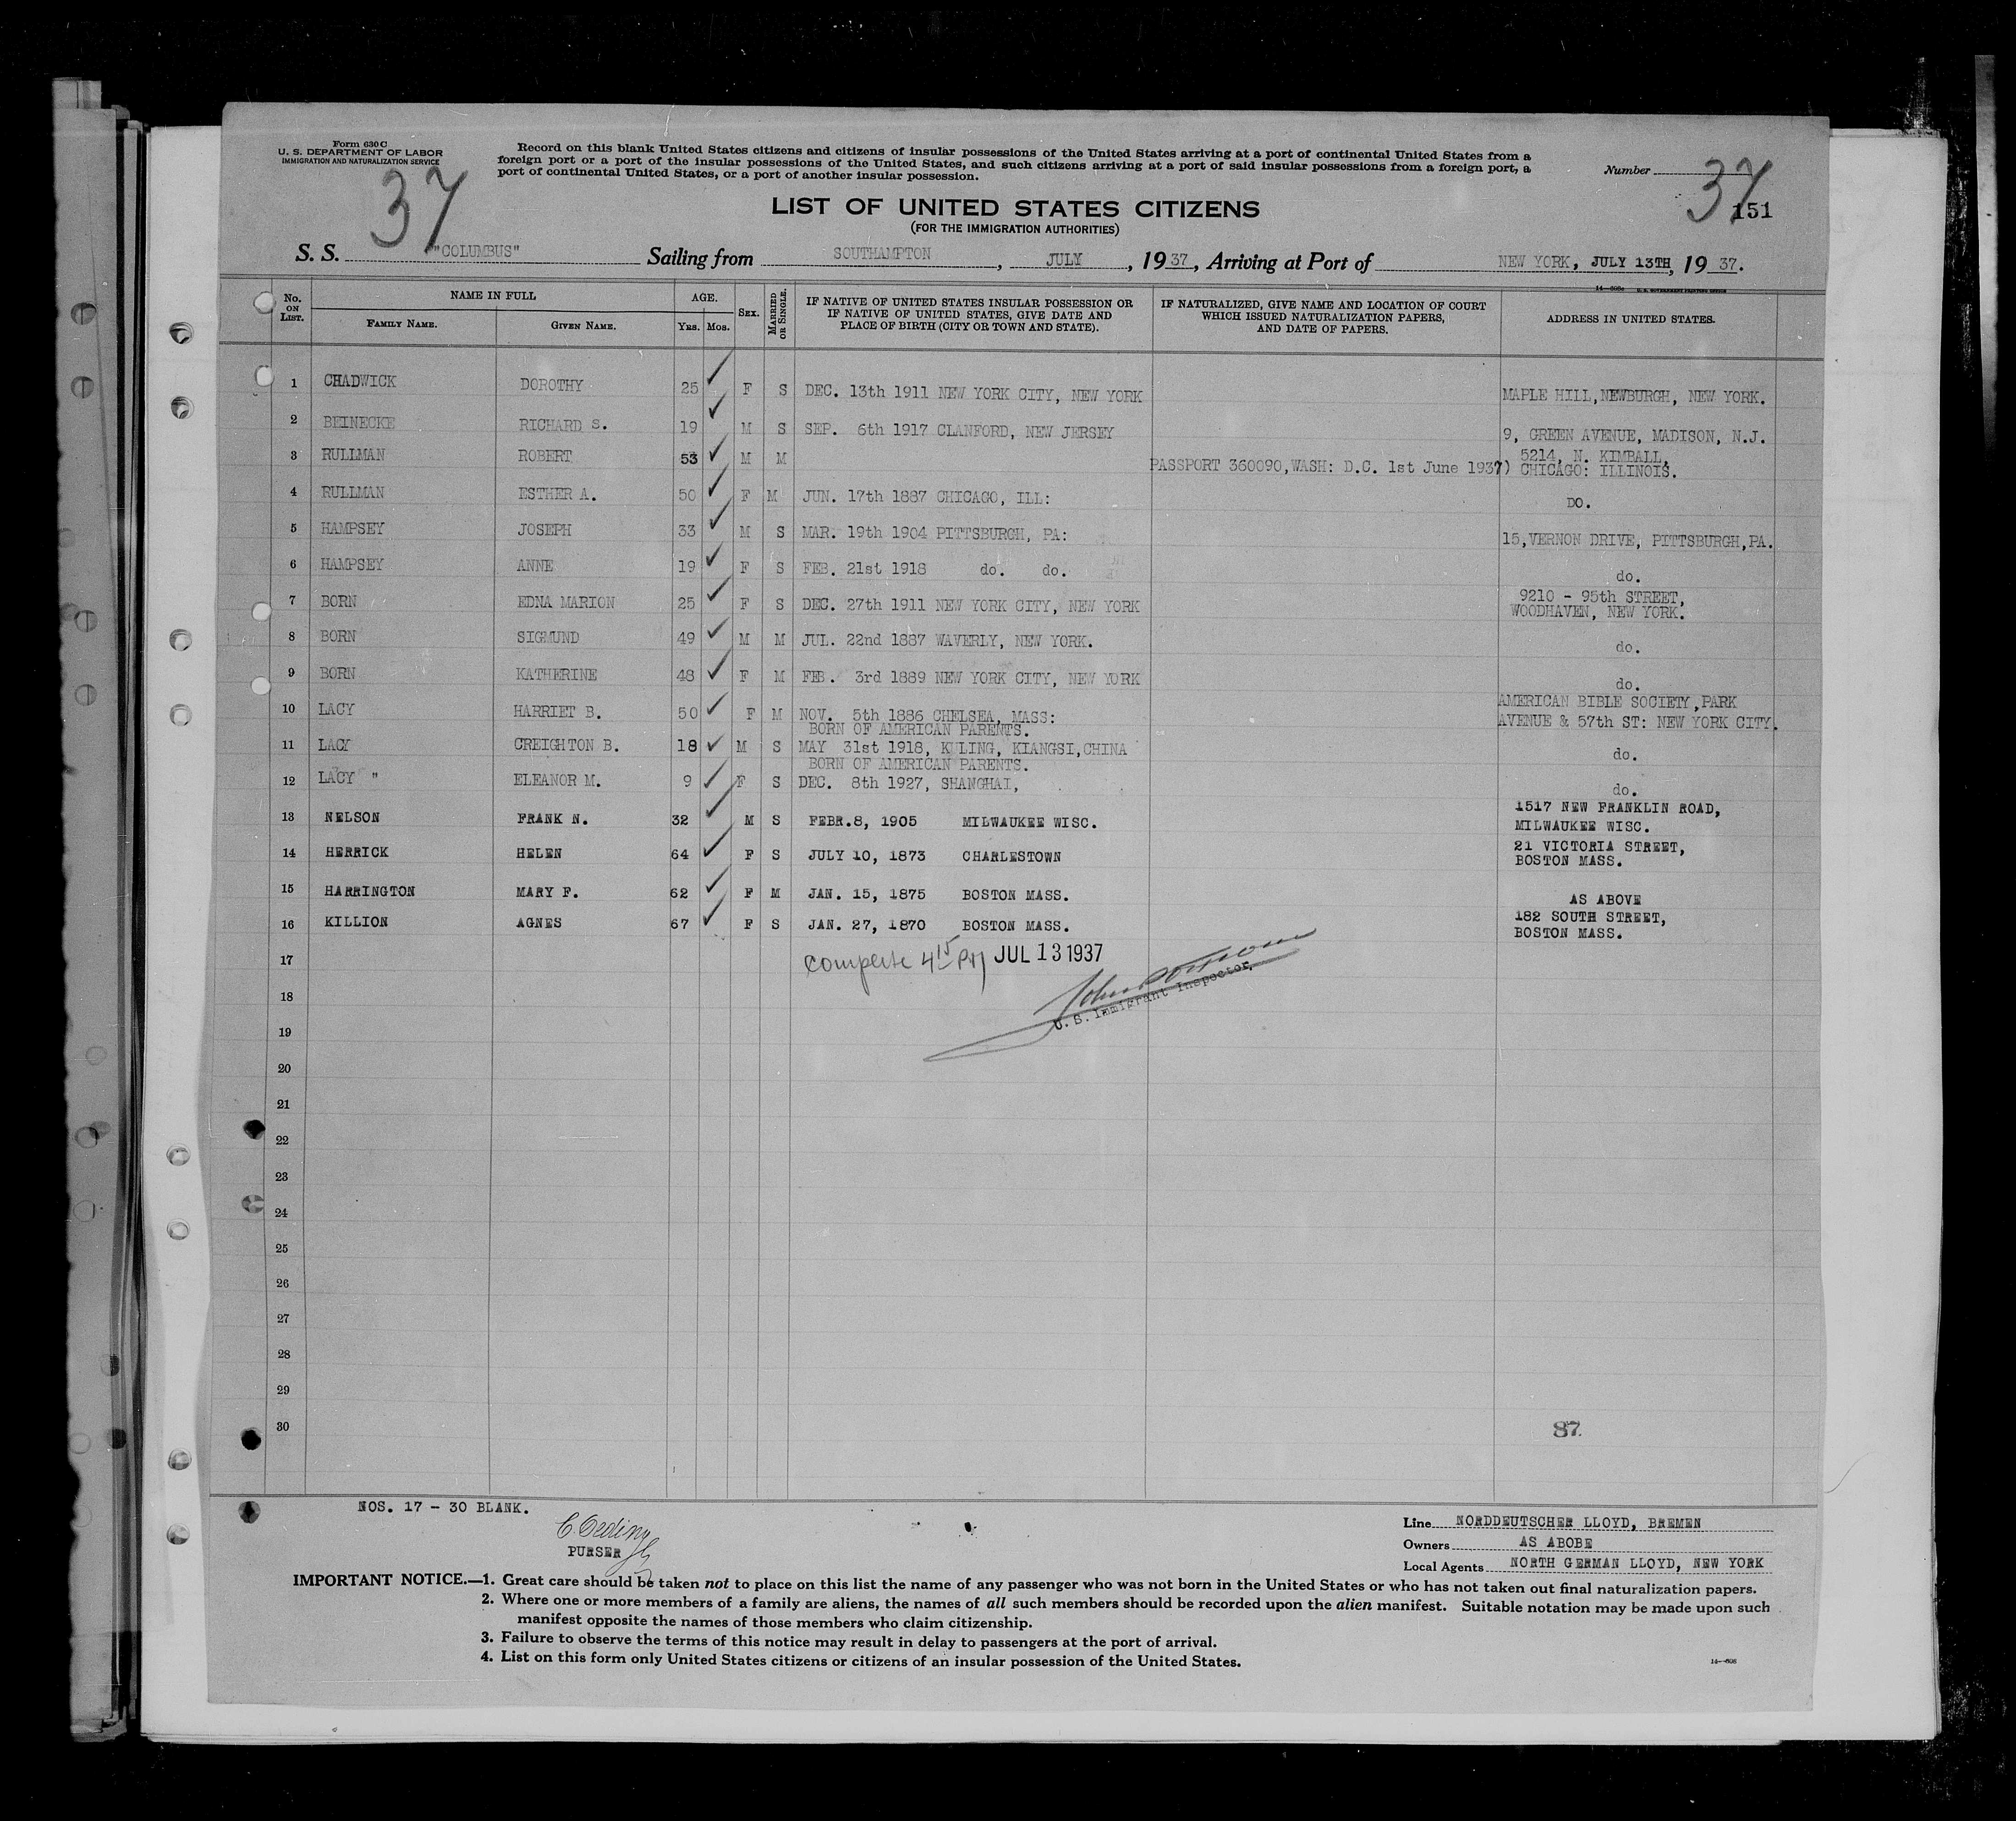 Form 630 C
U. S. DEPARTMENT OF LABOR
IMMIGRATION AND NATURALIZATION SERVICE
Record on this blank United States citizens and citizens of insular possessions of the United States arriving at a port of continental United States from a
foreign port or a port of the insular possessions of the United States, and such citizens arriving at a port of said insular possessions from a foreign port, a
port of continental United States, or a port of another insular possession.
Number
37
37
151
LIST OF UNITED STATES CITIZENS
(FOR THE IMMIGRATION AUTHORITIES)
S. S. "COLUMBUS" Sailing from SOUTHAMPTON, JULY, 1937, Arriving at Port of NEW YORK, JULY 13TH, 1937.
No. ON LIST. NAME IN FULL FAMILY NAME. GIVEN NAME. AGE. YRS. MOS. SEX. MARRIED OR SINGLE. IF NATIVE OF UNITED STATES INSULAR POSSESSION OR IF NATIVE OF UNITED STATES, GIVE DATE AND PLACE OF BIRTH (CITY OR TOWN AND STATE). IF NATURALIZED, GIVE NAME AND LOCATION OF COURT WHICH ISSUED NATURALIZATION PAPERS, AND DATE OF PAPERS. ADDRESS IN UNITED STATES.
1 CHADWICK DOROTHY 25 F S DEC. 13th 1911 NEW YORK CITY, NEW YORK MAPLE HILL, NEWBURGH, NEW YORK.
2 BEINECKE RICHARD S. 19 M S SEP. 6th 1917 CLANFORD, NEW JERSEY 9, GREEN AVENUE, MADISON, N.J.
3 RULLMAN ROBERT 53 M M PASSPORT 360090, WASH: D.C. 1st June 1937) 5214, N. KIMBALL, CHICAGO: ILLINOIS.
4 RULLMAN ESTHER A. 50 F M JUN. 17th 1887 CHICAGO, ILL: DO.
5 HAMPSEY JOSEPH 33 M S MAR. 19th 1904 PITTSBURGH, PA: 15, VERNON DRIVE, PITTSBURGH, PA.
6 HAMPSEY ANNE 19 F S FEB. 21st 1918 do. do. do.
7 BORN EDNA MARION 25 F S DEC. 27th 1911 NEW YORK CITY, NEW YORK 9210 - 95th STREET, WOODHAVEN, NEW YORK.
8 BORN SIGMUND 49 M M JUL. 22nd 1887 WAVERLY, NEW YORK. do.
9 BORN KATHERINE 48 F M FEB. 3rd 1889 NEW YORK CITY, NEW YORK do.
10 LACY HARRIET B. 50 F M NOV. 5th 1886 CHELSEA, MASS: AMERICAN BIBLE SOCIETY, PARK AVENUE & 57th ST: NEW YORK CITY.
BORN OF AMERICAN PARENTS.
11 LACY CREIGHTON B. 18 M S MAY 31st 1918, KULING, KIANGSI, CHINA do.
BORN OF AMERICAN PARENTS.
12 LACY " ELEANOR M. 9 F S DEC. 8th 1927, SHANGHAI, do.
13 NELSON FRANK N. 32 M S FEBR.8, 1905 MILWAUKEE WISC. 1517 NEW FRANKLIN ROAD, MILWAUKEE WISC.
14 HERRICK HELEN 64 F S JULY 10, 1873 CHARLESTOWN 21 VICTORIA STREET, BOSTON MASS.
15 HARRINGTON MARY F. 62 F M JAN. 15, 1875 BOSTON MASS. AS ABOVE
16 KILLION AGNES 67 F S JAN. 27, 1870 BOSTON MASS. 182 SOUTH STREET, BOSTON MASS.
17 Complete 4 15 PM JUL 13 1937
U. S. Immigrant Inspector.
18
19
20
21
22
23
24
25
26
27
28
29
30
87
NOS. 17 - 30 BLANK.
PURSER
Line NORDDEUTSCHER LLOYD, BREMEN
Owners AS ABOBE
Local Agents NORTH GERMAN LLOYD, NEW YORK
IMPORTANT NOTICE.—1. Great care should be taken not to place on this list the name of any passenger who was not born in the United States or who has not taken out final naturalization papers.
2. Where one or more members of a family are aliens, the names of all such members should be recorded upon the alien manifest. Suitable notation may be made upon such
manifest opposite the names of those members who claim citizenship.
3. Failure to observe the terms of this notice may result in delay to passengers at the port of arrival.
4. List on this form only United States citizens or citizens of an insular possession of the United States.